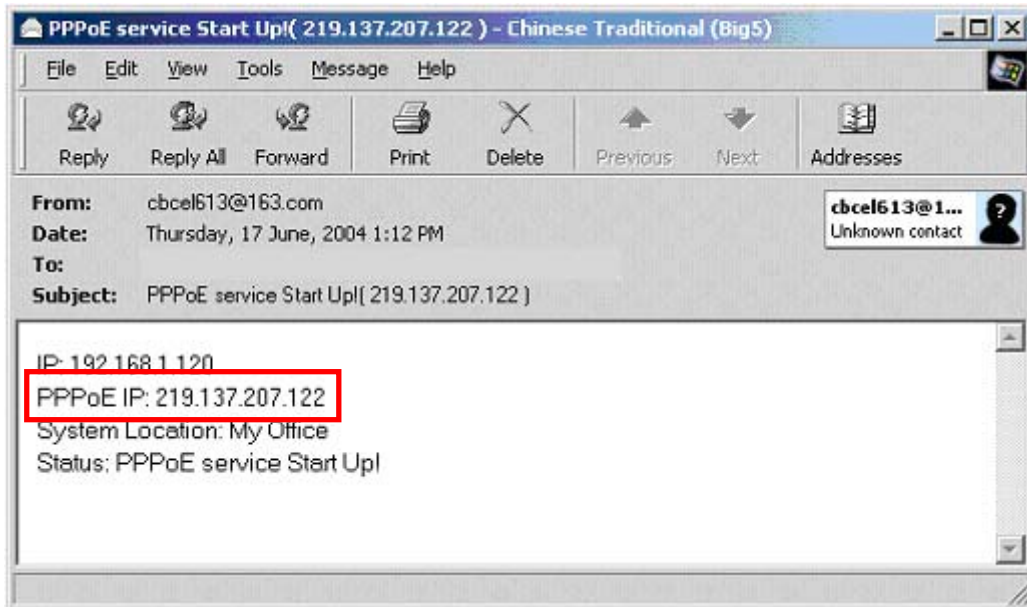 PPPoE service Start Up!( 219.137.207.122 ) - Chinese Traditional (Big5)
File Edit View Tools Message Help
Reply Reply All Forward Print Delete Previous Next Addresses
From: cbcel613@163.com
cbcel613@1...
Date: Thursday, 17 June, 2004 1:12 PM
Unknown contact
To:
Subject: PPPoE service Start Up!( 219.137.207.122 )
IP: 192.168.1.120
PPPoE IP: 219.137.207.122
System Location: My Office
Status: PPPoE service Start Up!